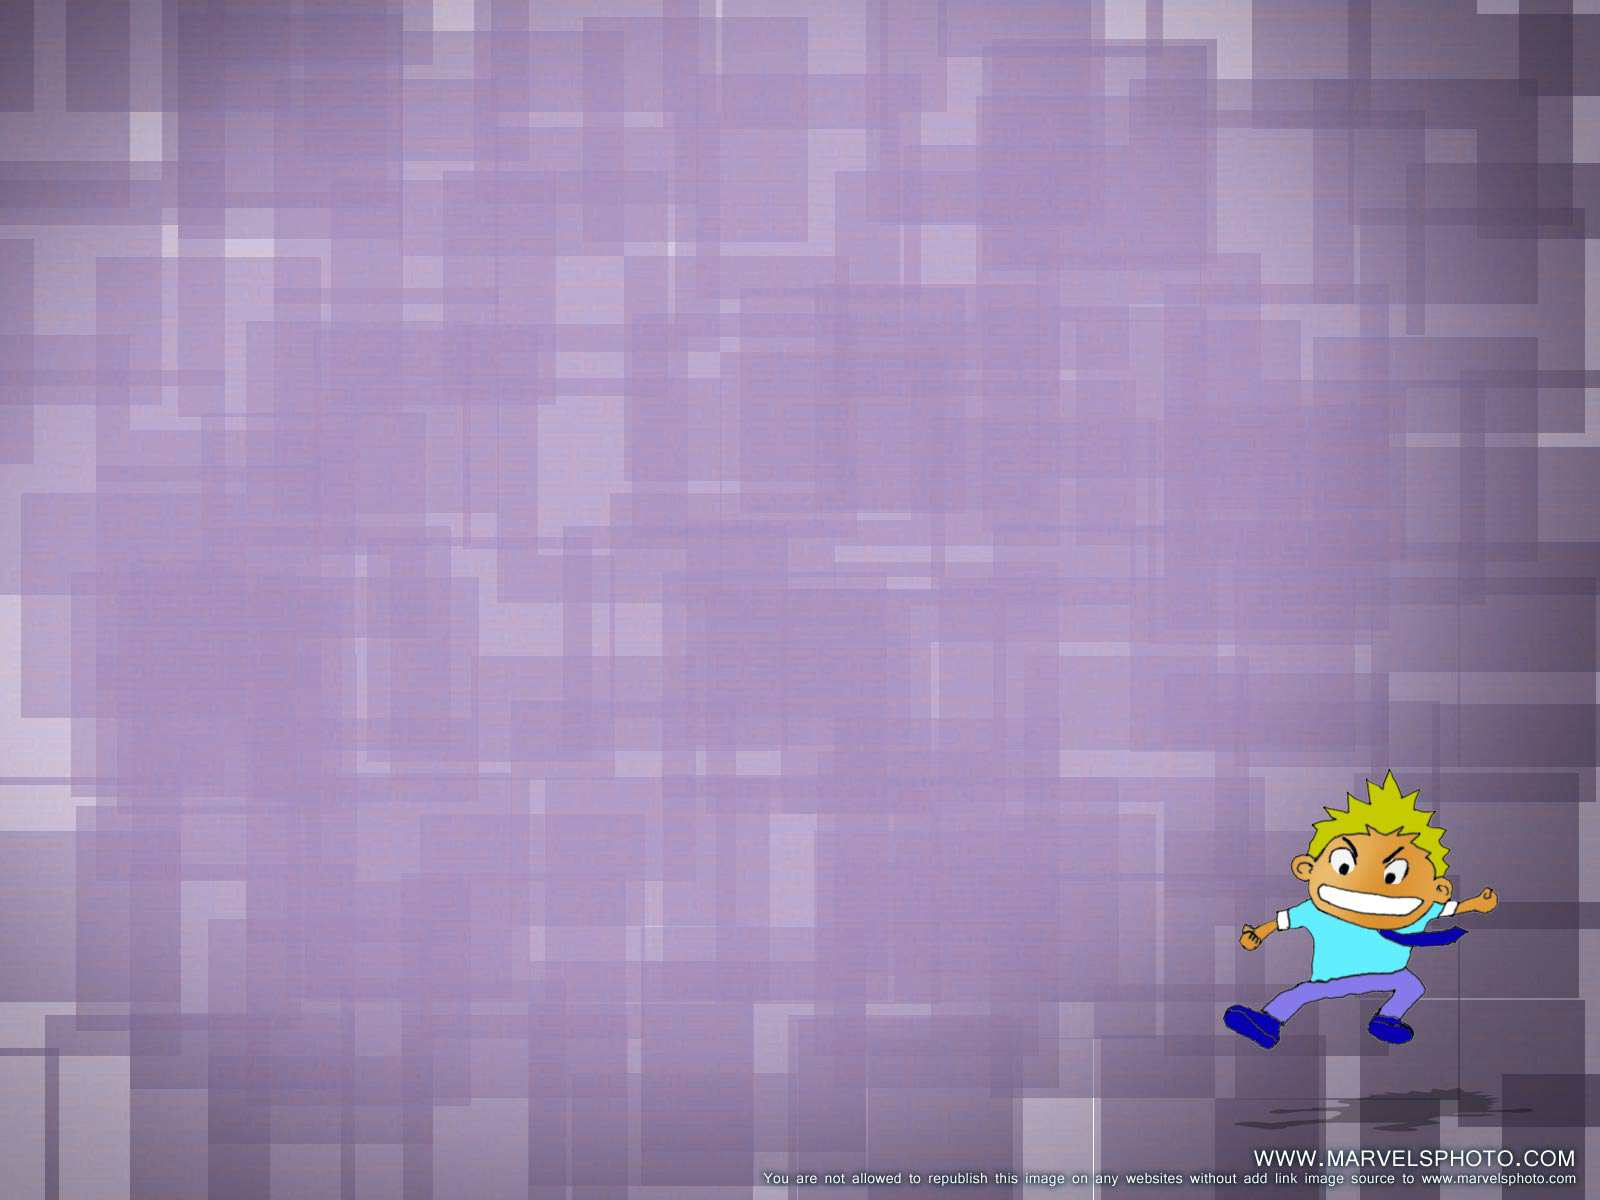 WWW.MARVELSPHOTO.COM
You are not allowed to republish this image on any websites without add link image source to www.marvelsphoto.com